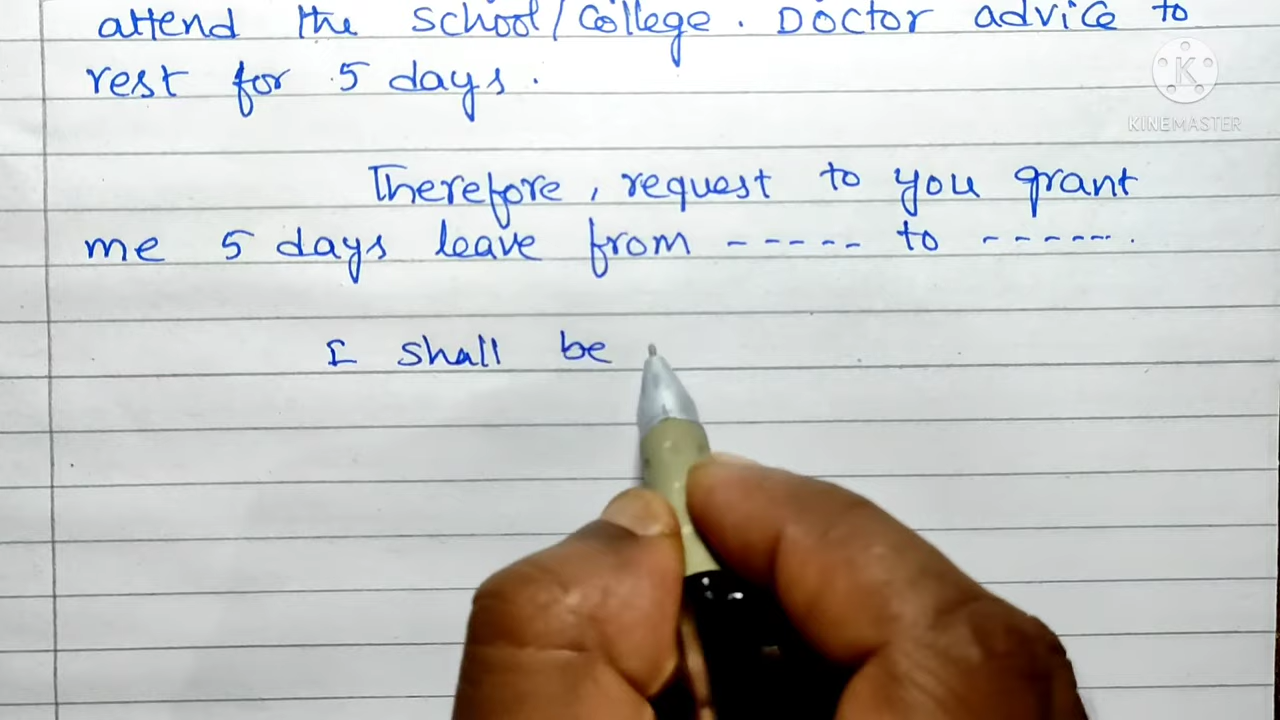 attend the School/College. Doctor advice to
rest for 5 days.
Therefore, request to you grant
me 5 days leave from ----- to -----.
I shall be
K
KINEMASTER